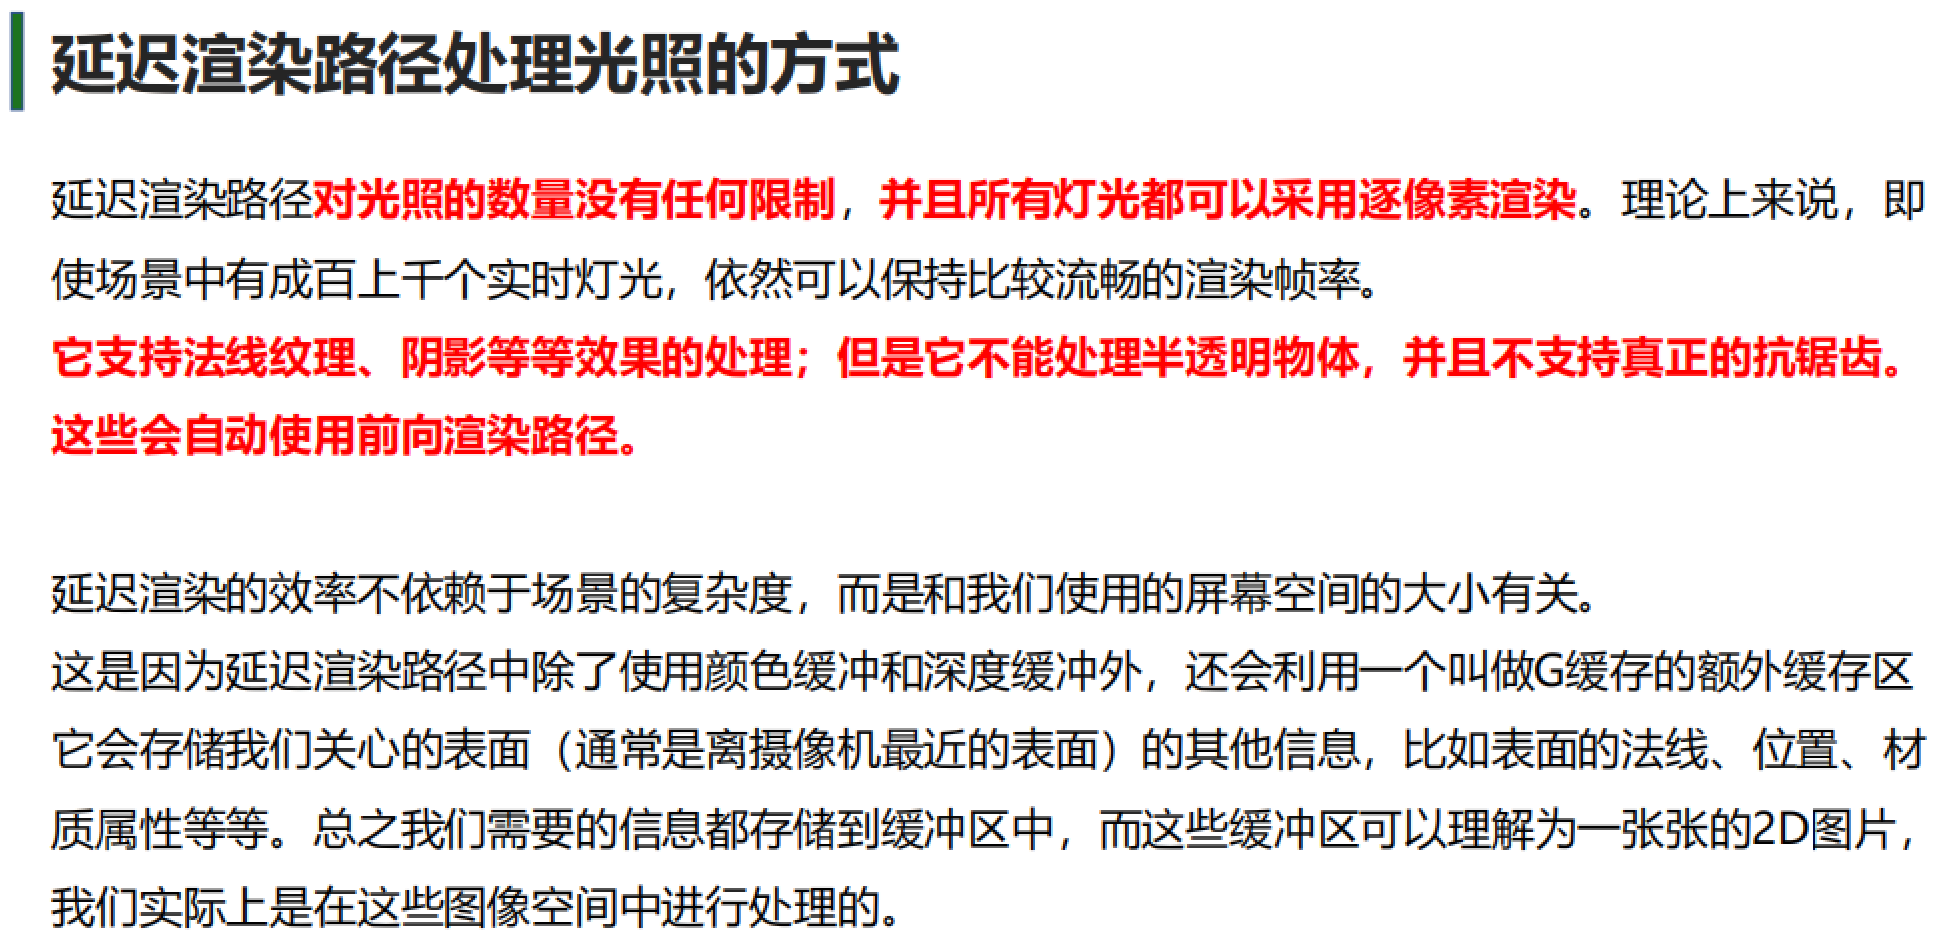 延迟渲染路径处理光照的方式
延迟渲染路径对光照的数量没有任何限制，并且所有灯光都可以采用逐像素渲染。理论上来说，即
使场景中有成百上千个实时灯光，依然可以保持比较流畅的渲染帧率。
它支持法线纹理、阴影等等效果的处理；但是它不能处理半透明物体，并且不支持真正的抗锯齿。
这些会自动使用前向渲染路径。
延迟渲染的效率不依赖于场景的复杂度，而是和我们使用的屏幕空间的大小有关。
这是因为延迟渲染路径中除了使用颜色缓冲和深度缓冲外，还会利用一个叫做G缓存的额外缓存区
它会存储我们关心的表面（通常是离摄像机最近的表面）的其他信息，比如表面的法线、位置、材
质属性等等。总之我们需要的信息都存储到缓冲区中，而这些缓冲区可以理解为一张张的2D图片，
我们实际上是在这些图像空间中进行处理的。